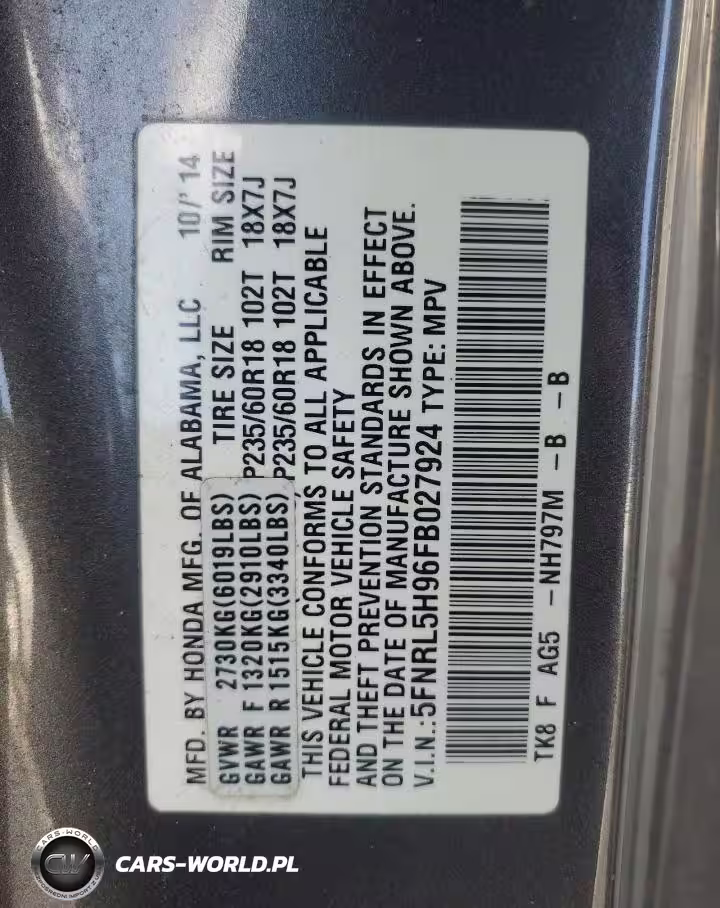 MFD. BY HONDA MFG. OF ALABAMA, LLC 10/'14
GVWR 2730KG(6019LBS) TIRE SIZE RIM SIZE
GAWR F 1320KG(2910LBS) P235/60R18 102T 18X7J
GAWR R 1515KG(3340LBS) P235/60R18 102T 18X7J
THIS VEHICLE CONFORMS TO ALL APPLICABLE
FEDERAL MOTOR VEHICLE SAFETY
AND THEFT PREVENTION STANDARDS IN EFFECT
ON THE DATE OF MANUFACTURE SHOWN ABOVE.
V.I.N.:5FNRL5H96FB027924 TYPE: MPV
TK8 F AG5 -NH797M -B -B
CARS-WORLD
CW
CARS-WORLD.PL